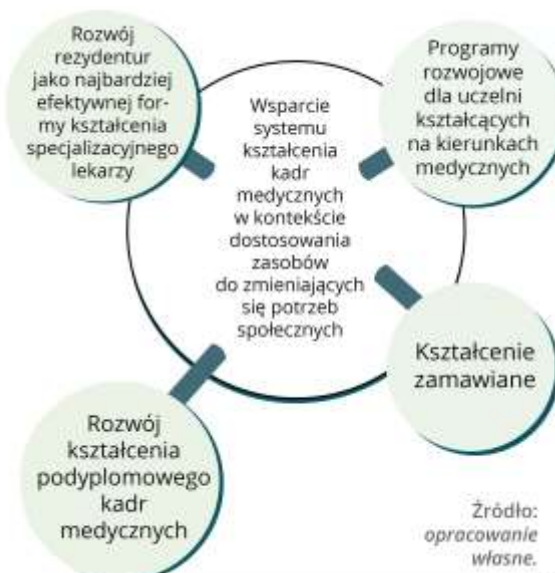 Rozwój
rezydentur
jako najbardziej
efektywnej for-
my kształcenia
specjalizacyjnego
lekarzy
Programy
rozwojowe
dla uczelni
kształcących
na kierunkach
medycznych
Wsparcie
systemu
kształcenia
kadr
medycznych
w kontekście
dostosowania
zasobów
do zmieniających
się potrzeb
społecznych
Kształcenie
zamawiane
Rozwój
kształcenia
podyplomowego
kadr
medycznych
Źródło:
opracowanie
własne.